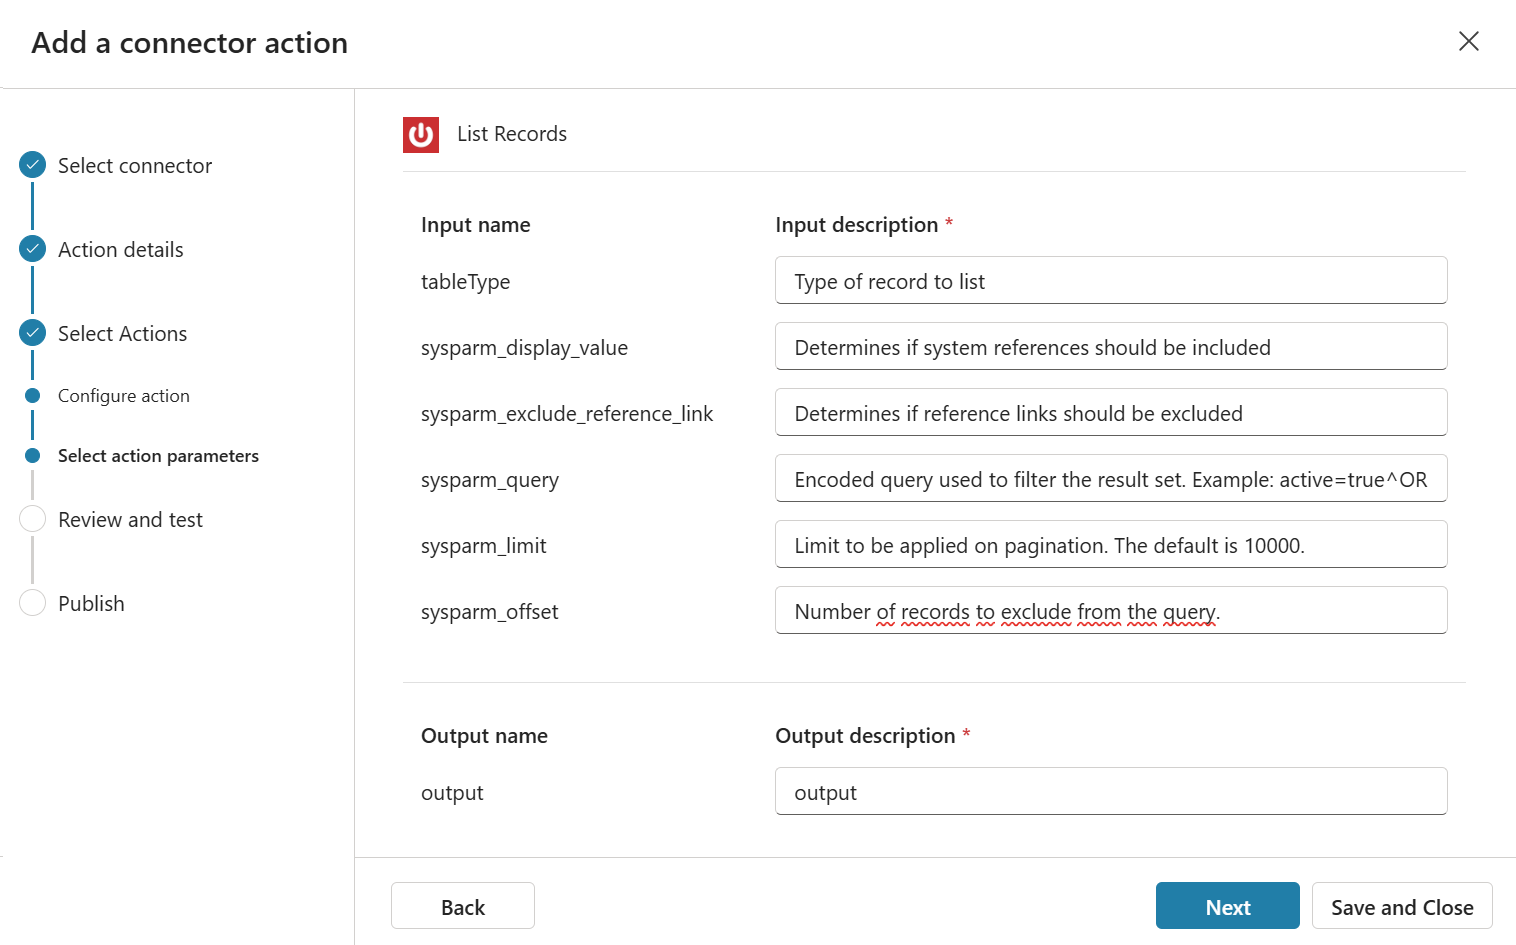 Add a connector action
Select connector
Action details
Select Actions
Configure action
Select action parameters
Review and test
Publish
List Records
Input name Input description *
tableType Type of record to list
sysparm_display_value Determines if system references should be included
sysparm_exclude_reference_link Determines if reference links should be excluded
sysparm_query Encoded query used to filter the result set. Example: active=true^OR
sysparm_limit Limit to be applied on pagination. The default is 10000.
sysparm_offset Number of records to exclude from the query.
Output name Output description *
output output
Back Next Save and Close